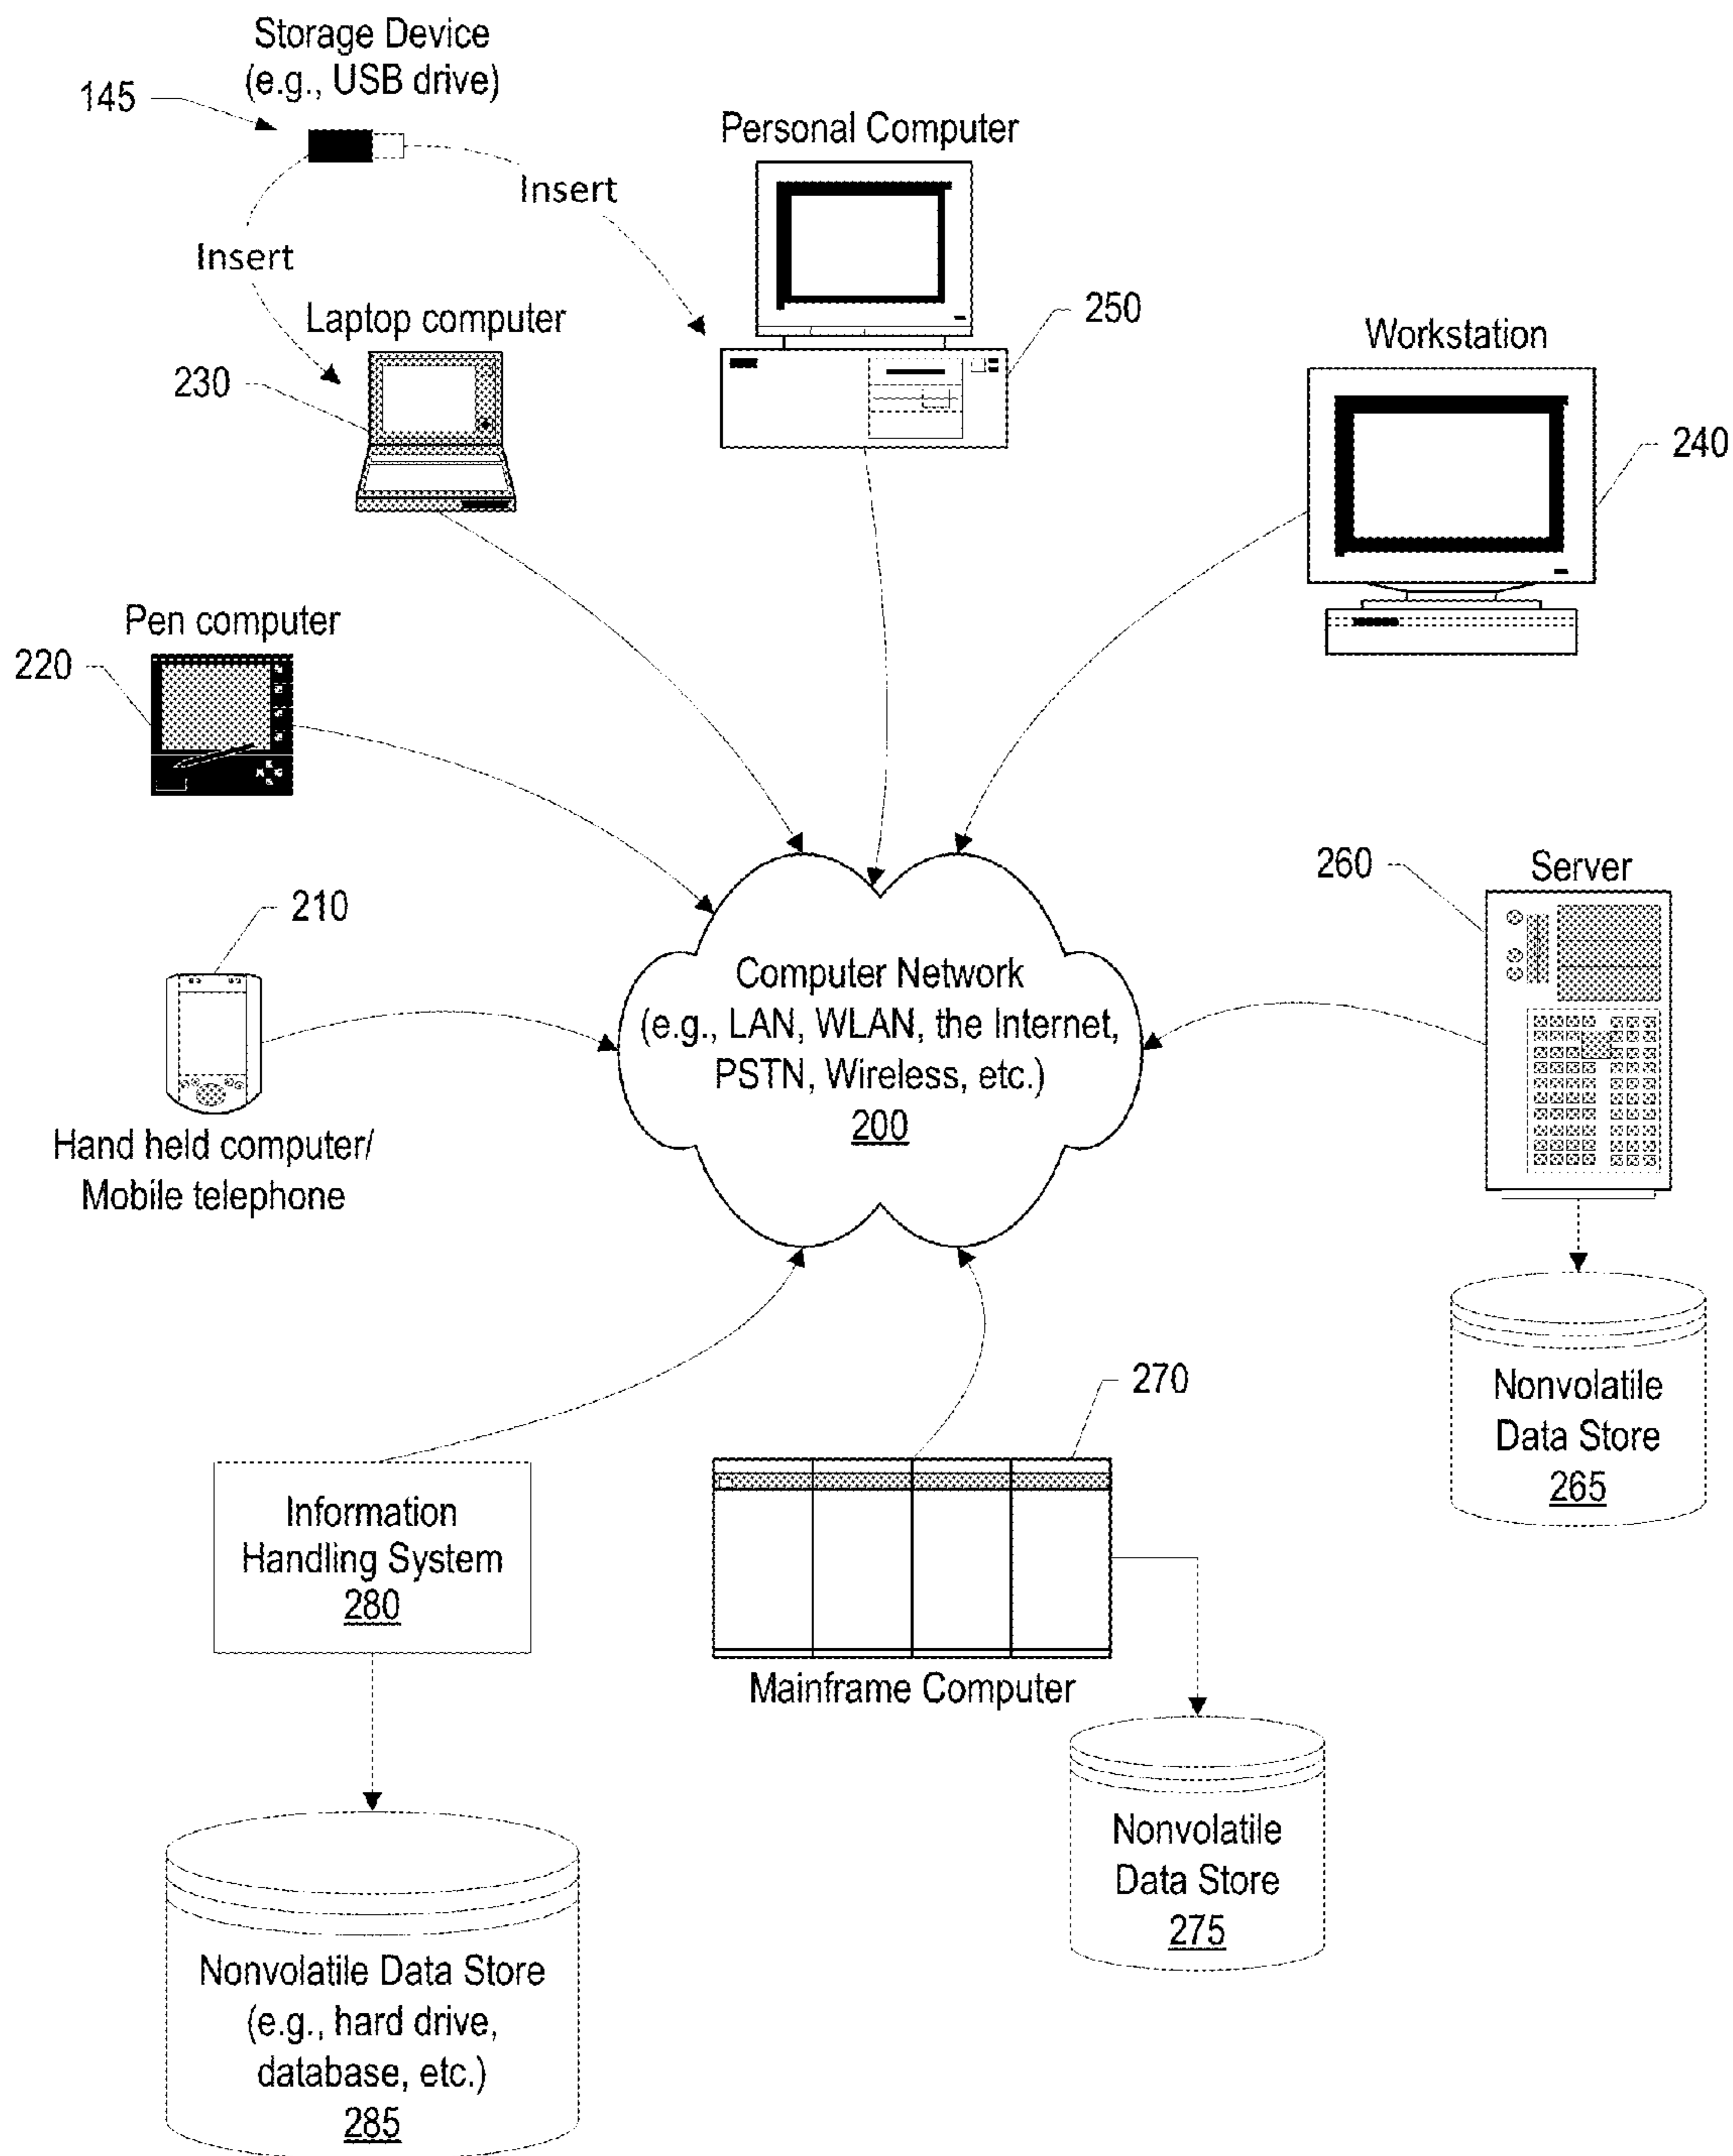 Storage Device
(e.g., USB drive)
145
Personal Computer
Insert
Insert
Laptop computer
250
Workstation
230
240
Pen computer
220
260
Server
210
Computer Network
(e.g., LAN, WLAN, the Internet,
PSTN, Wireless, etc.)
200
Hand held computer/
Mobile telephone
270
Nonvolatile
Data Store
265
Information
Handling System
280
Mainframe Computer
Nonvolatile
Data Store
275
Nonvolatile Data Store
(e.g., hard drive,
database, etc.)
285